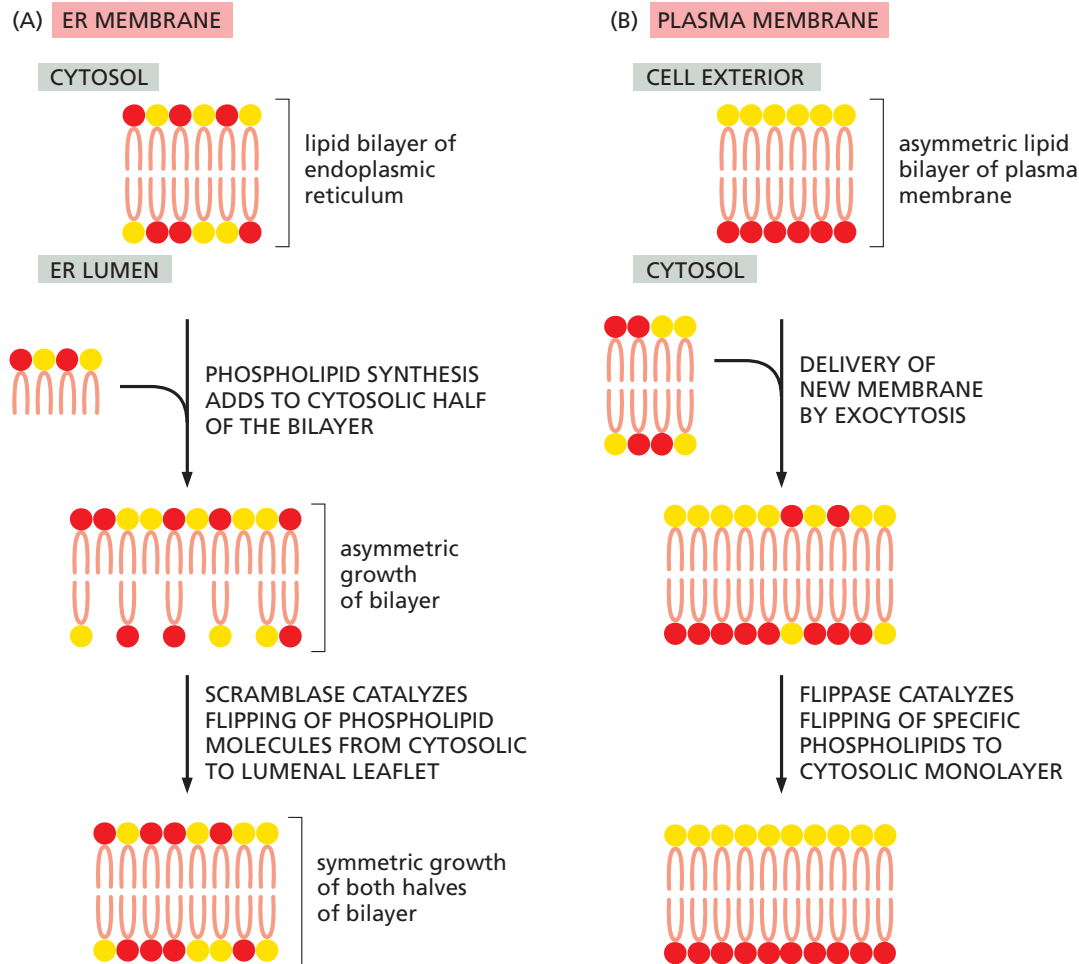 (A) ER MEMBRANE
CYTOSOL
lipid bilayer of
endoplasmic
reticulum
ER LUMEN
PHOSPHOLIPID SYNTHESIS
ADDS TO CYTOSOLIC HALF
OF THE BILAYER
asymmetric
growth
of bilayer
SCRAMBLASE CATALYZES
FLIPPING OF PHOSPHOLIPID
MOLECULES FROM CYTOSOLIC
TO LUMENAL LEAFLET
symmetric growth
of both halves
of bilayer
(B) PLASMA MEMBRANE
CELL EXTERIOR
asymmetric lipid
bilayer of plasma
membrane
CYTOSOL
DELIVERY OF
NEW MEMBRANE
BY EXOCYTOSIS
FLIPPASE CATALYZES
FLIPPING OF SPECIFIC
PHOSPHOLIPIDS TO
CYTOSOLIC MONOLAYER